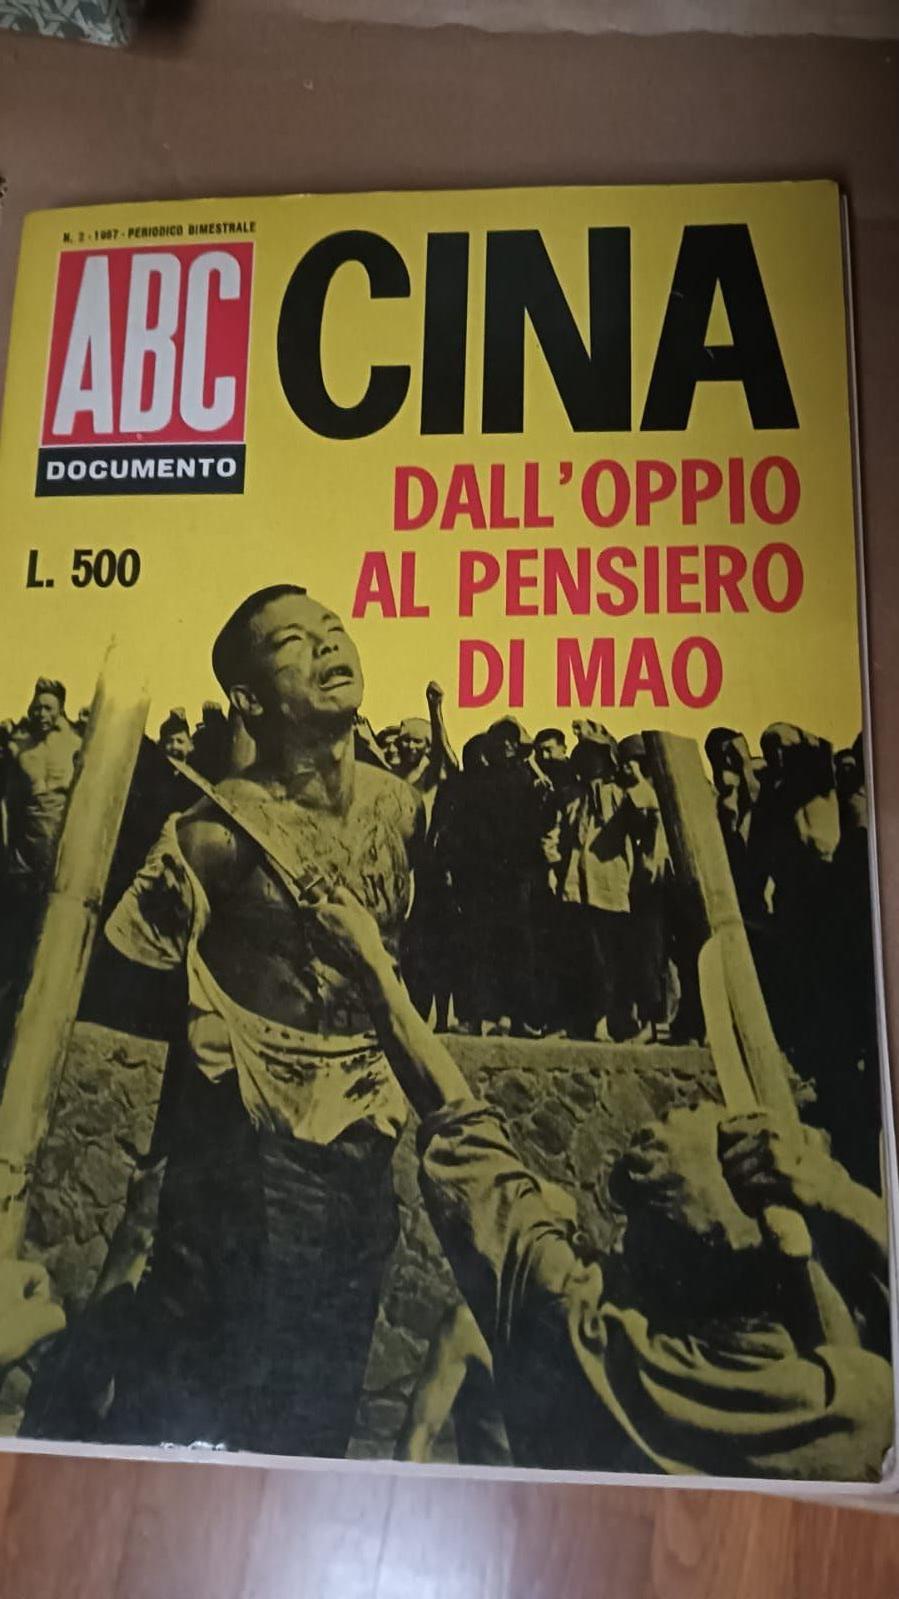 N. 2 - 1967 - PERIODICO BIMESTRALE
ABC
DOCUMENTO
CINA
DALL'OPPIO
AL PENSIERO
DI MAO
L. 500